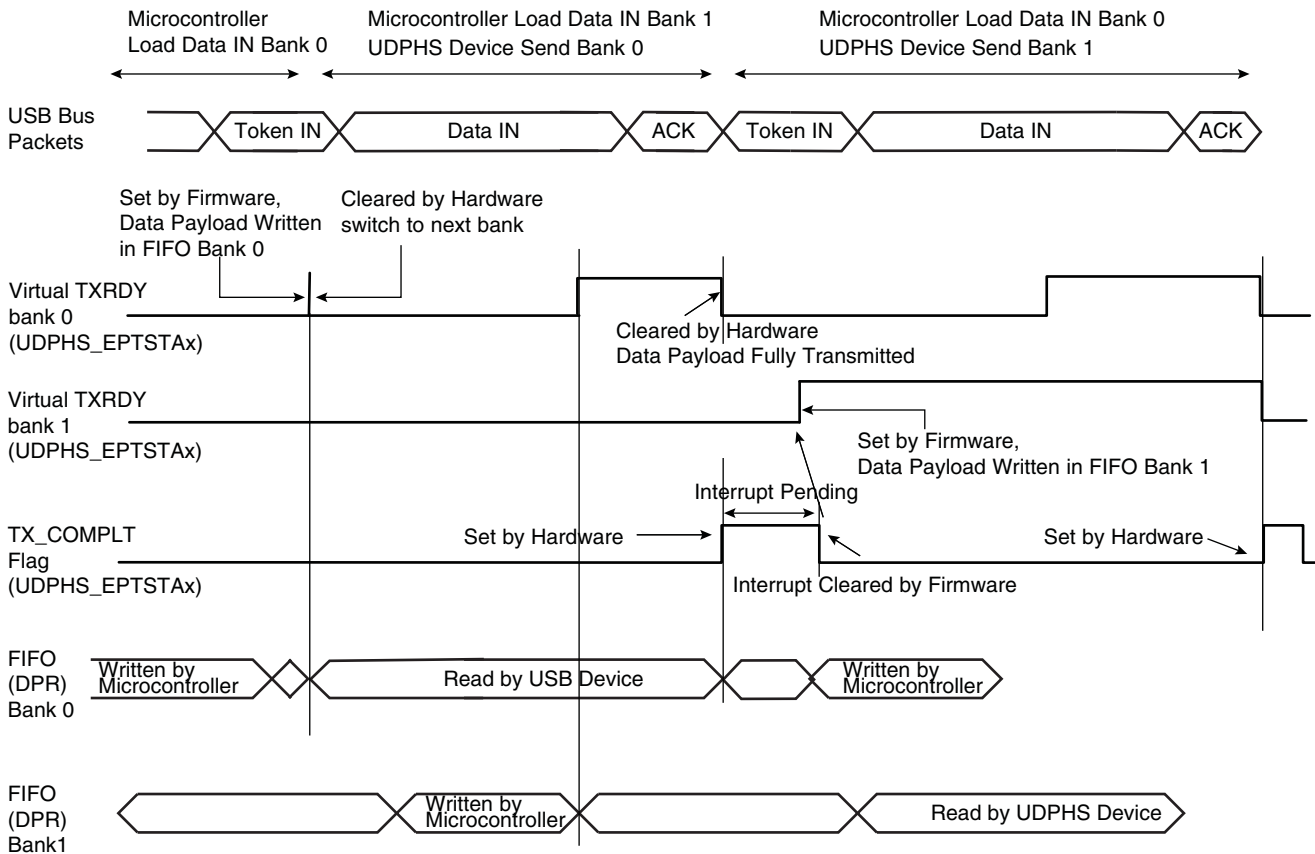 Microcontroller
Load Data IN Bank 0
Microcontroller Load Data IN Bank 1
UDPHS Device Send Bank 0
Microcontroller Load Data IN Bank 0
UDPHS Device Send Bank 1
USB Bus
Packets
Token IN
Data IN
ACK
Token IN
Data IN
ACK
Set by Firmware,
Data Payload Written
in FIFO Bank 0
Cleared by Hardware
switch to next bank
Virtual TXRDY
bank 0
(UDPHS_EPTSTAx)
Cleared by Hardware
Data Payload Fully Transmitted
Virtual TXRDY
bank 1
(UDPHS_EPTSTAx)
Set by Firmware,
Data Payload Written in FIFO Bank 1
Interrupt Pending
TX_COMPLT
Flag
(UDPHS_EPTSTAx)
Set by Hardware
Set by Hardware
Interrupt Cleared by Firmware
FIFO
(DPR)
Bank 0
Written by
Microcontroller
Read by USB Device
Written by
Microcontroller
FIFO
(DPR)
Bank1
Written by
Microcontroller
Read by UDPHS Device